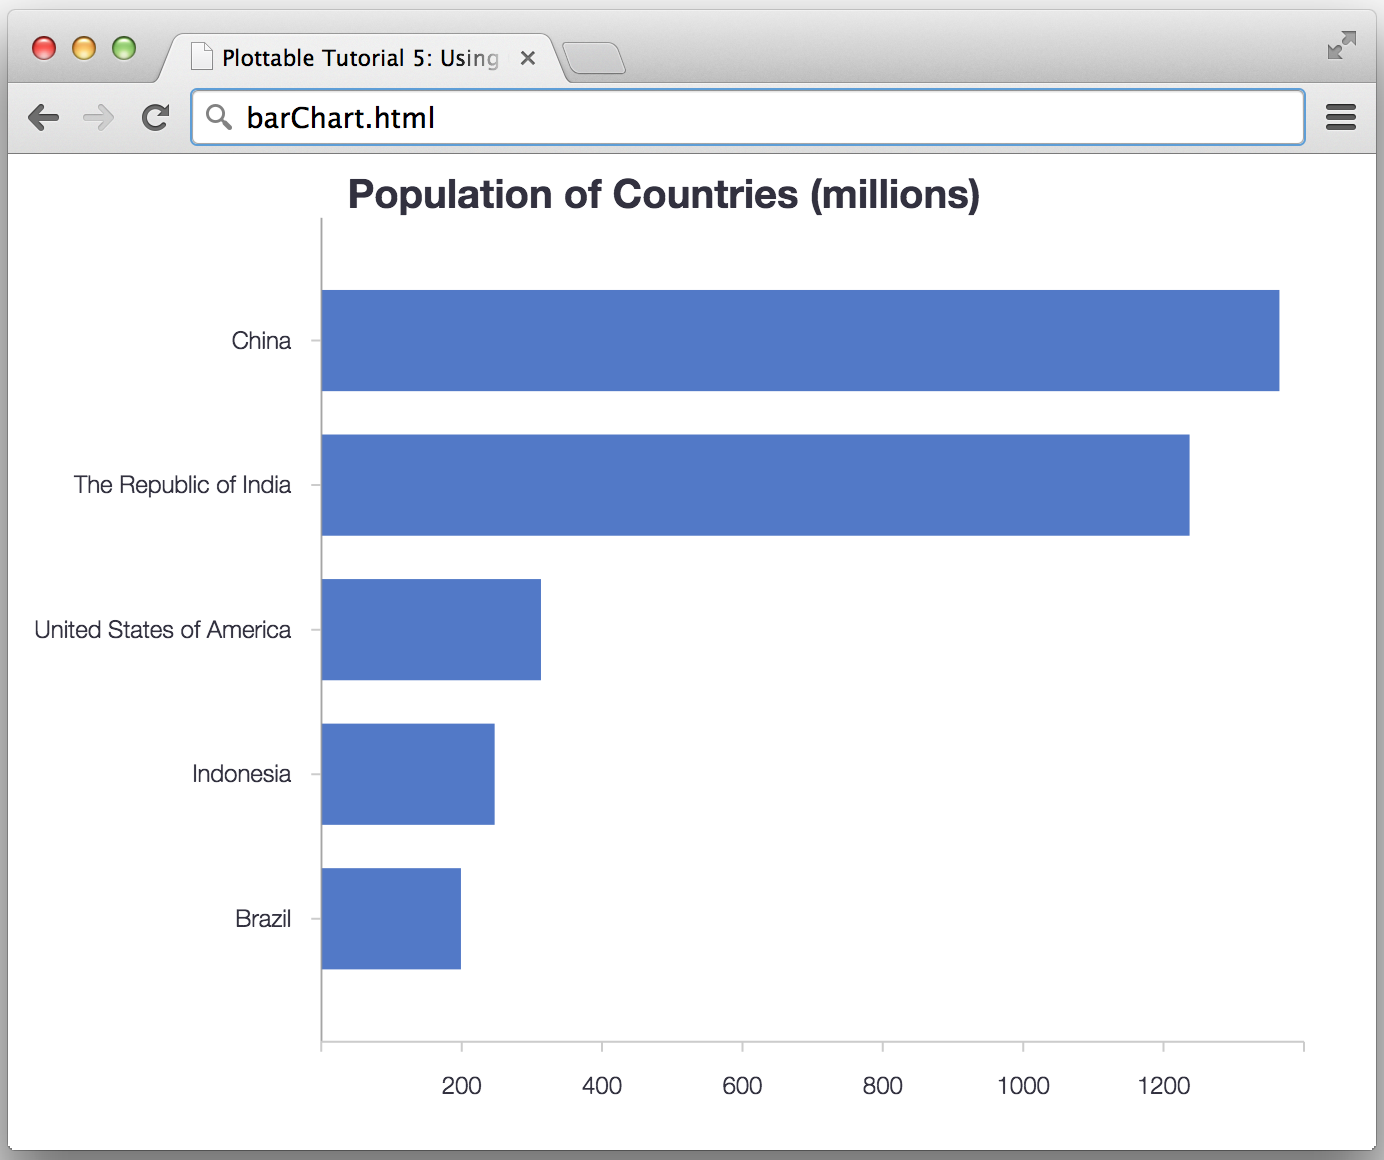 Plottable Tutorial 5: Using
barChart.html
Population of Countries (millions)
China
The Republic of India
United States of America
Indonesia
Brazil
200 400 600 800 1000 1200